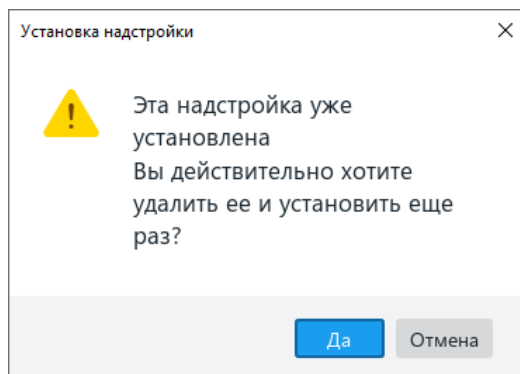 Установка надстройки
Эта надстройка уже
установлена
Вы действительно хотите
удалить ее и установить еще
раз?
Да
Отмена